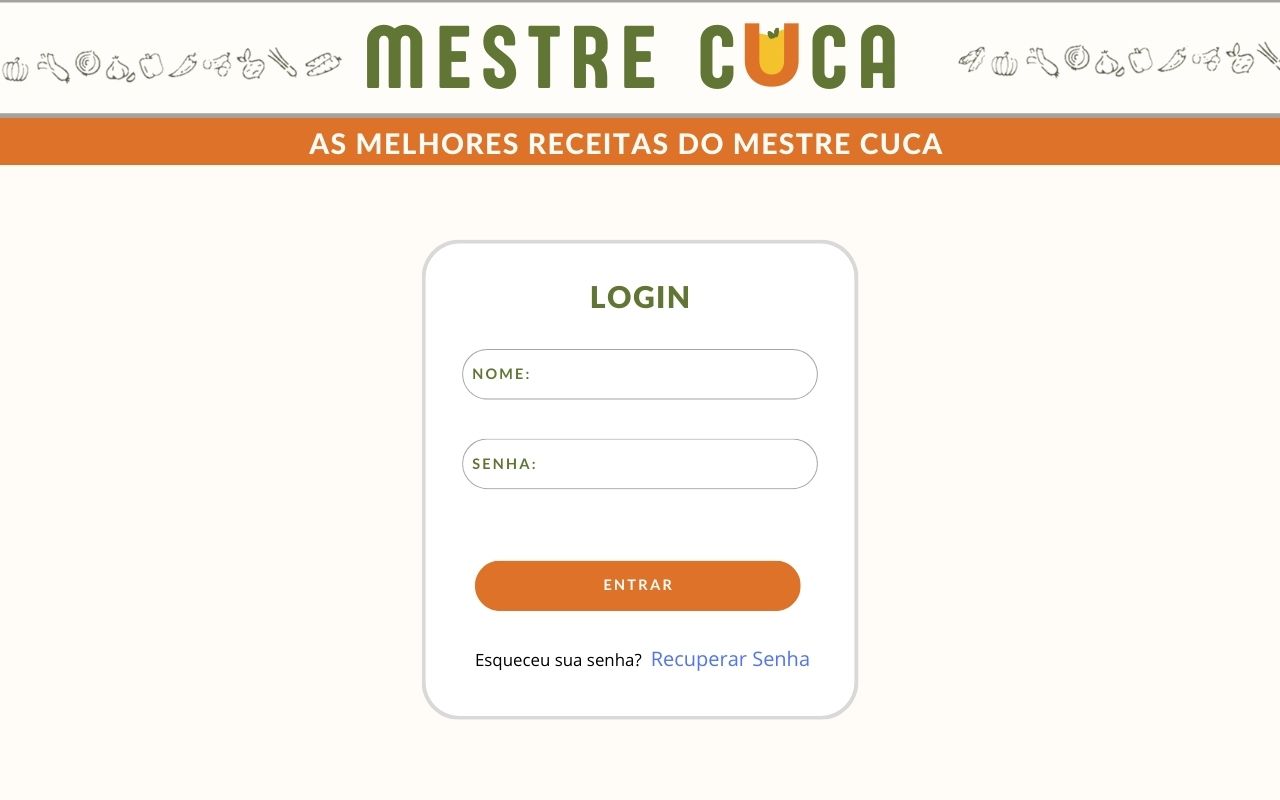 MESTRE CUCA
AS MELHORES RECEITAS DO MESTRE CUCA
LOGIN
NOME:
SENHA:
ENTRAR
Esqueceu sua senha? Recuperar Senha